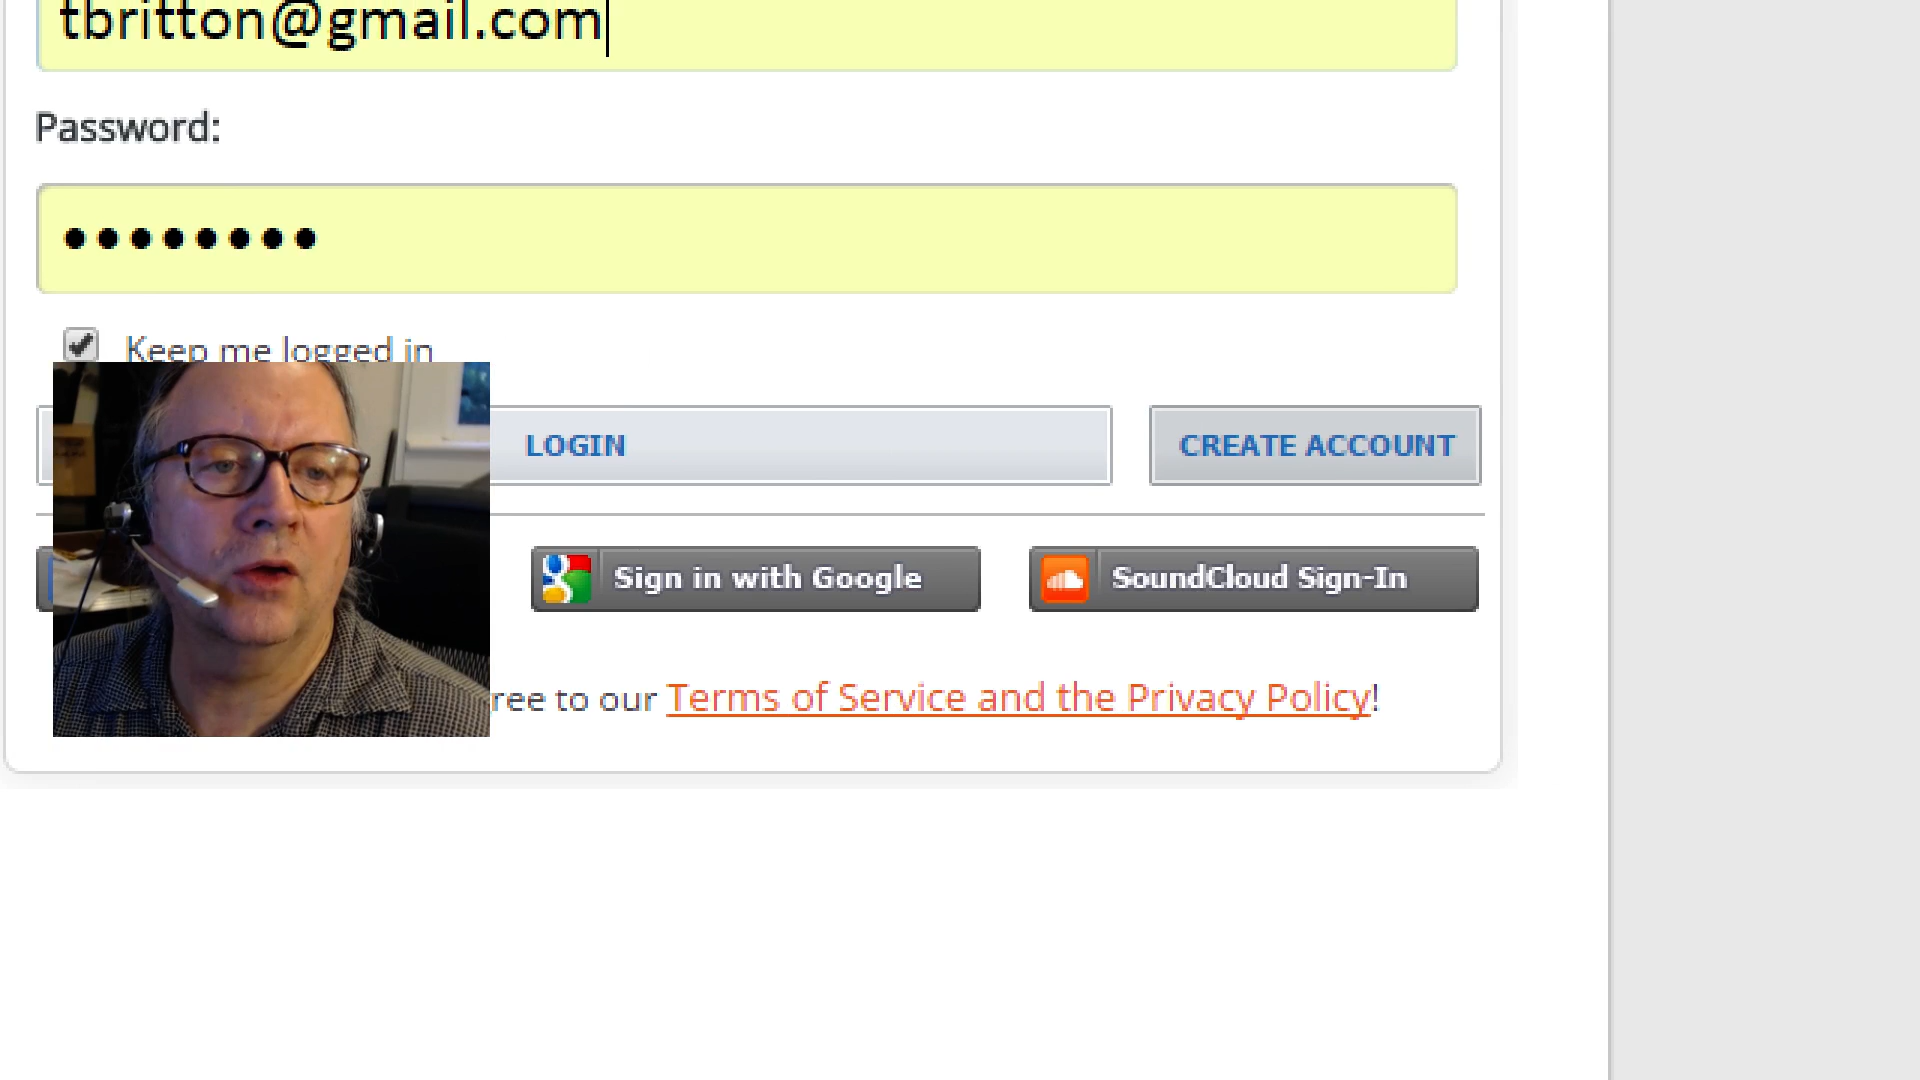 tbritton@gmail.com
Password:
••••••••
Keep me logged in
LOGIN
CREATE ACCOUNT
Sign in with Google
SoundCloud Sign-In
ree to our Terms of Service and the Privacy Policy!